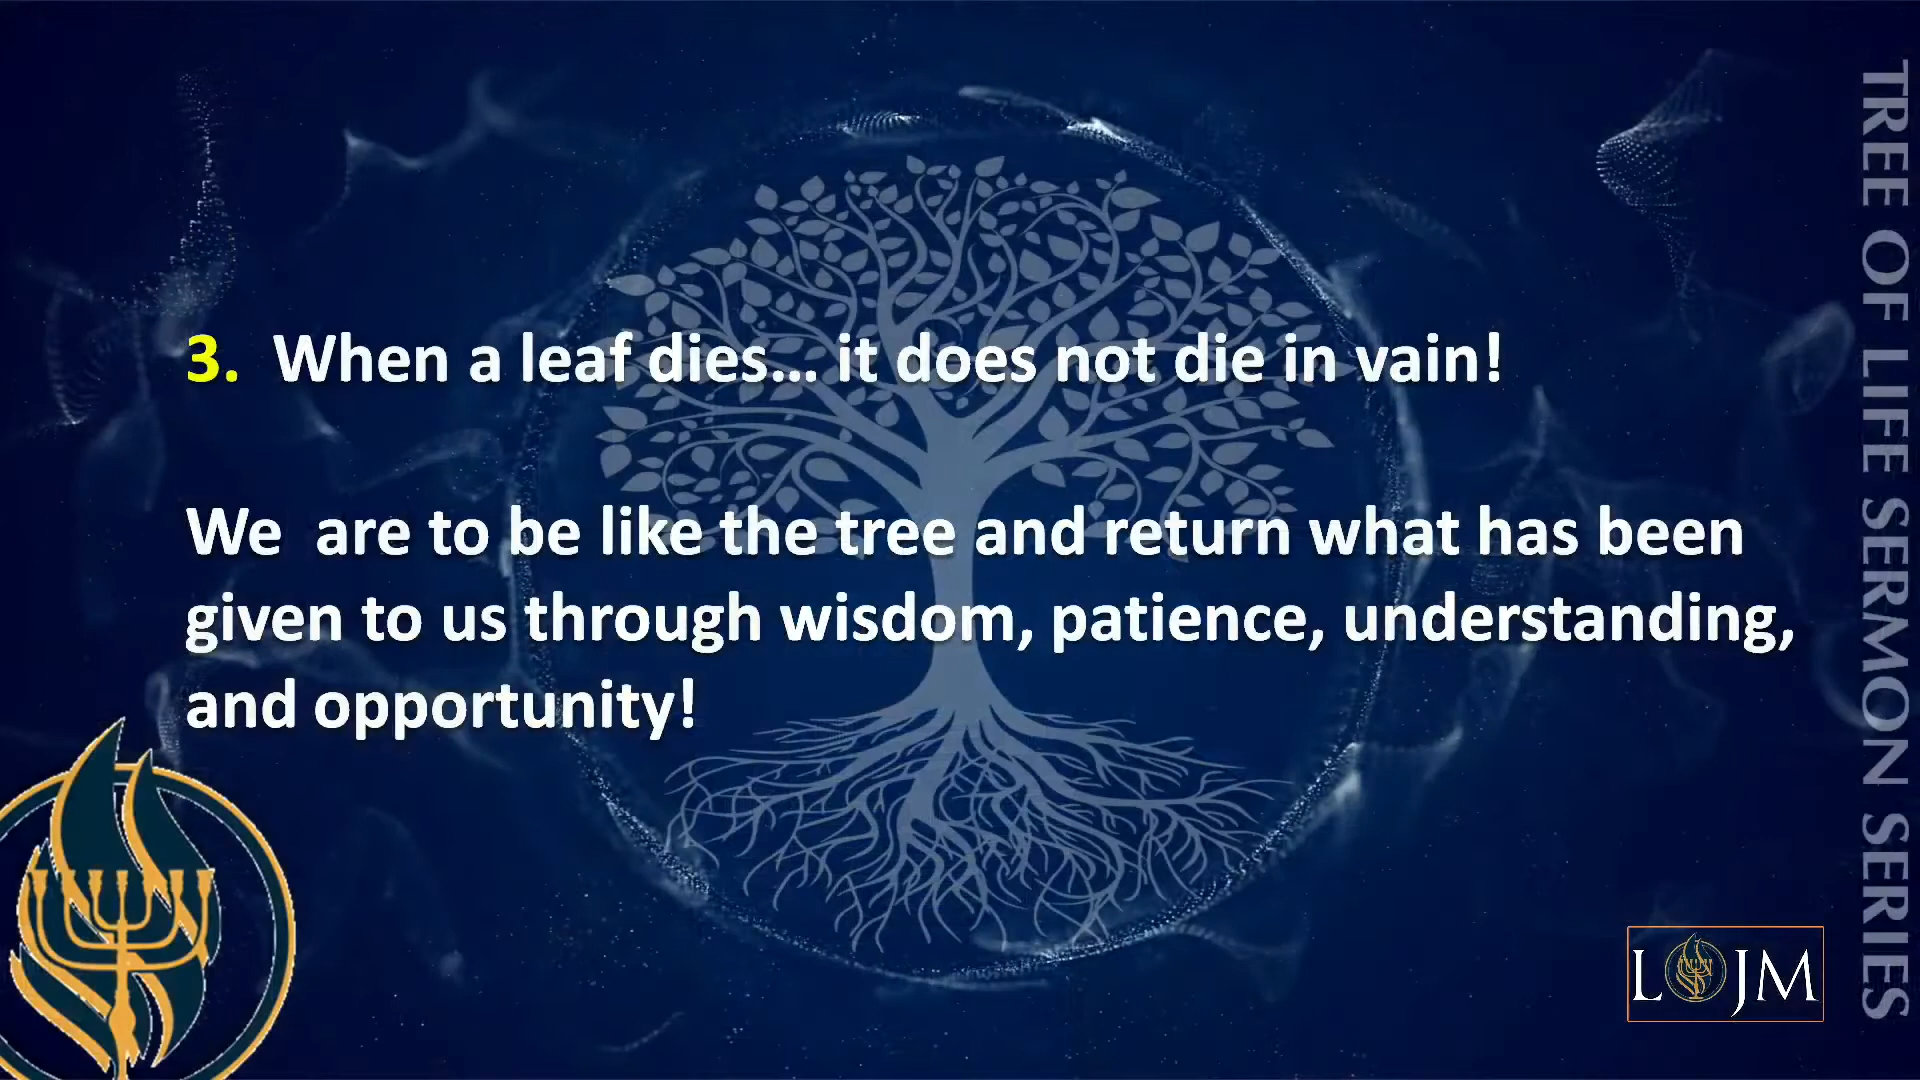 3. When a leaf dies... it does not die in vain!
We are to be like the tree and return what has been
given to us through wisdom, patience, understanding,
and opportunity!
TREE OF LIFE SERMON SERIES
L JM